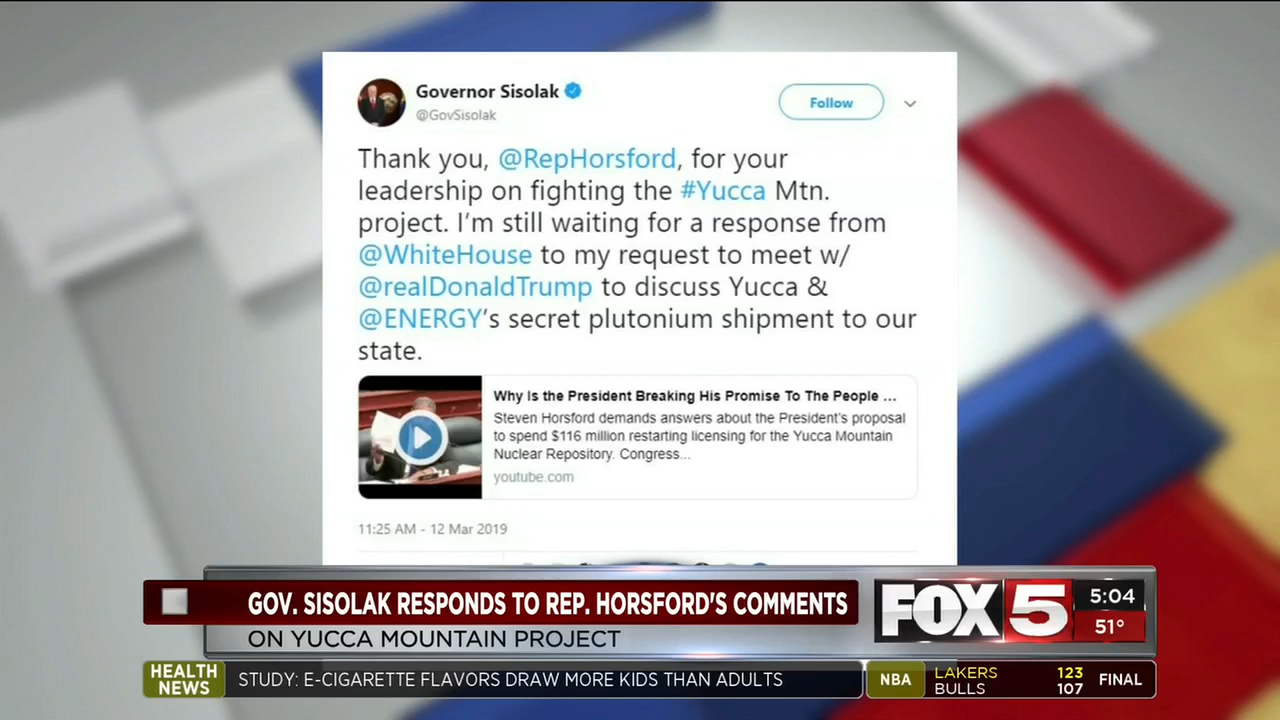 Governor Sisolak
@GovSisolak
Follow
Thank you, @RepHorsford, for your
leadership on fighting the #Yucca Mtn.
project. I'm still waiting for a response from
@WhiteHouse to my request to meet w/
@realDonaldTrump to discuss Yucca &
@ENERGY's secret plutonium shipment to our
state.
Why Is the President Breaking His Promise To The People ...
Steven Horsford demands answers about the President's proposal
to spend $116 million restarting licensing for the Yucca Mountain
Nuclear Repository. Congress...
youtube.com
11:25 AM - 12 Mar 2019
GOV. SISOLAK RESPONDS TO REP. HORSFORD'S COMMENTS
ON YUCCA MOUNTAIN PROJECT
FOX 5
5:04
51°
HEALTH
NEWS
STUDY: E-CIGARETTE FLAVORS DRAW MORE KIDS THAN ADULTS
NBA
LAKERS 123
BULLS 107
FINAL